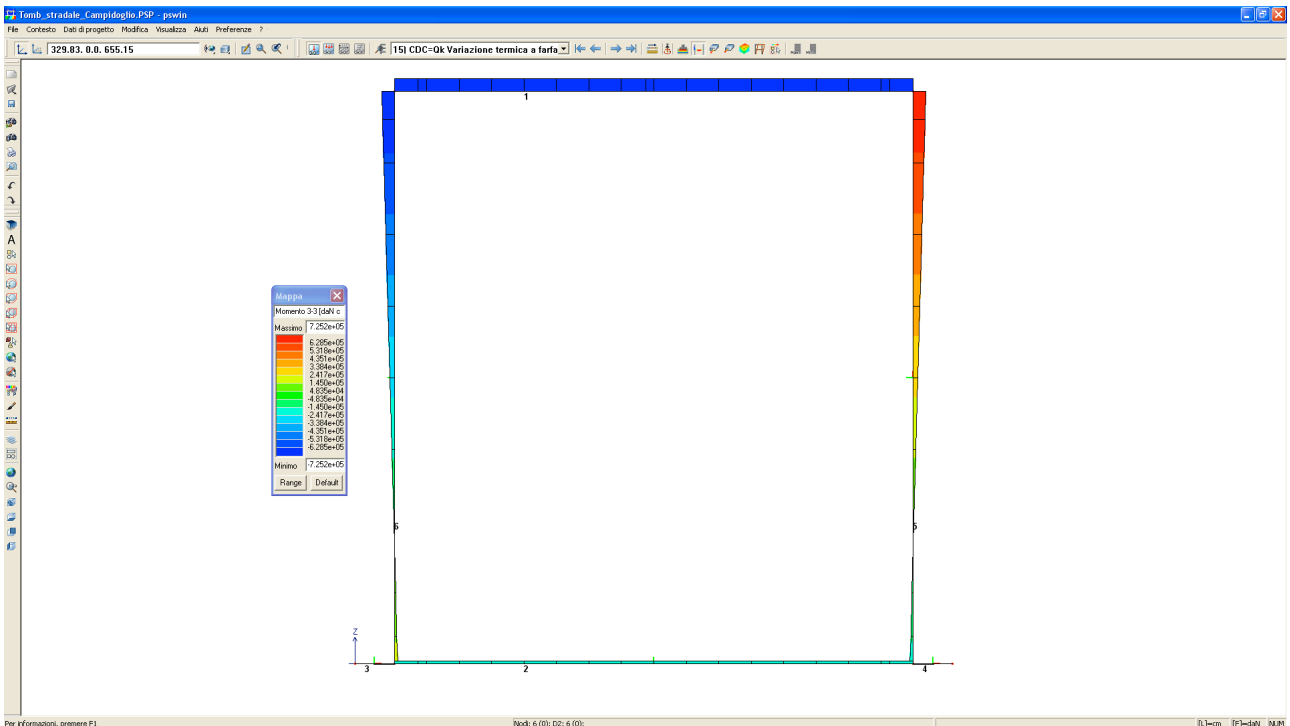 Tomb_stradale_Campidoglio.PSP - pswin
File Contesto Dati di progetto Modifica Visualizza Aiuti Preferenze ?
329.83. 0.0. 655.15
15) CDC=Qk Variazione termica a farfa
1
Mappa
Momento 3-3 [daN c
Massimo 7.252e+05
6.285e+05
5.318e+05
4.351e+05
3.384e+05
2.417e+05
1.450e+05
4.835e+04
-4.835e+04
-1.450e+05
-2.417e+05
-3.384e+05
-4.351e+05
-5.318e+05
-6.285e+05
Minimo -7.252e+05
Range Default
A
6 5
Z
3 2 4
Per informazioni, premere F1 Nodi: 6 (0); D2: 6 (0); [L]=cm [F]=daN NUM